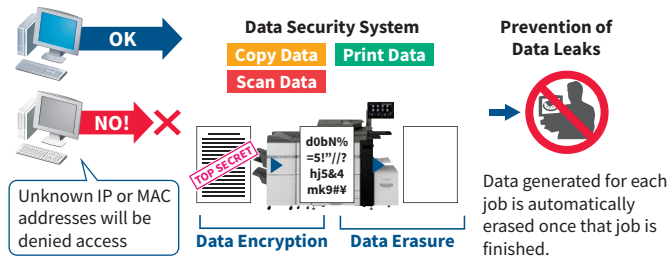 OK
NO!
Unknown IP or MAC
addresses will be
denied access
Data Security System
Copy Data
Print Data
Scan Data
TOP SECRET
d0bN%
=5!”//?
hj5&4
mk9#¥
Data Encryption
Data Erasure
Prevention of
Data Leaks
Data generated for each
job is automatically
erased once that job is
finished.